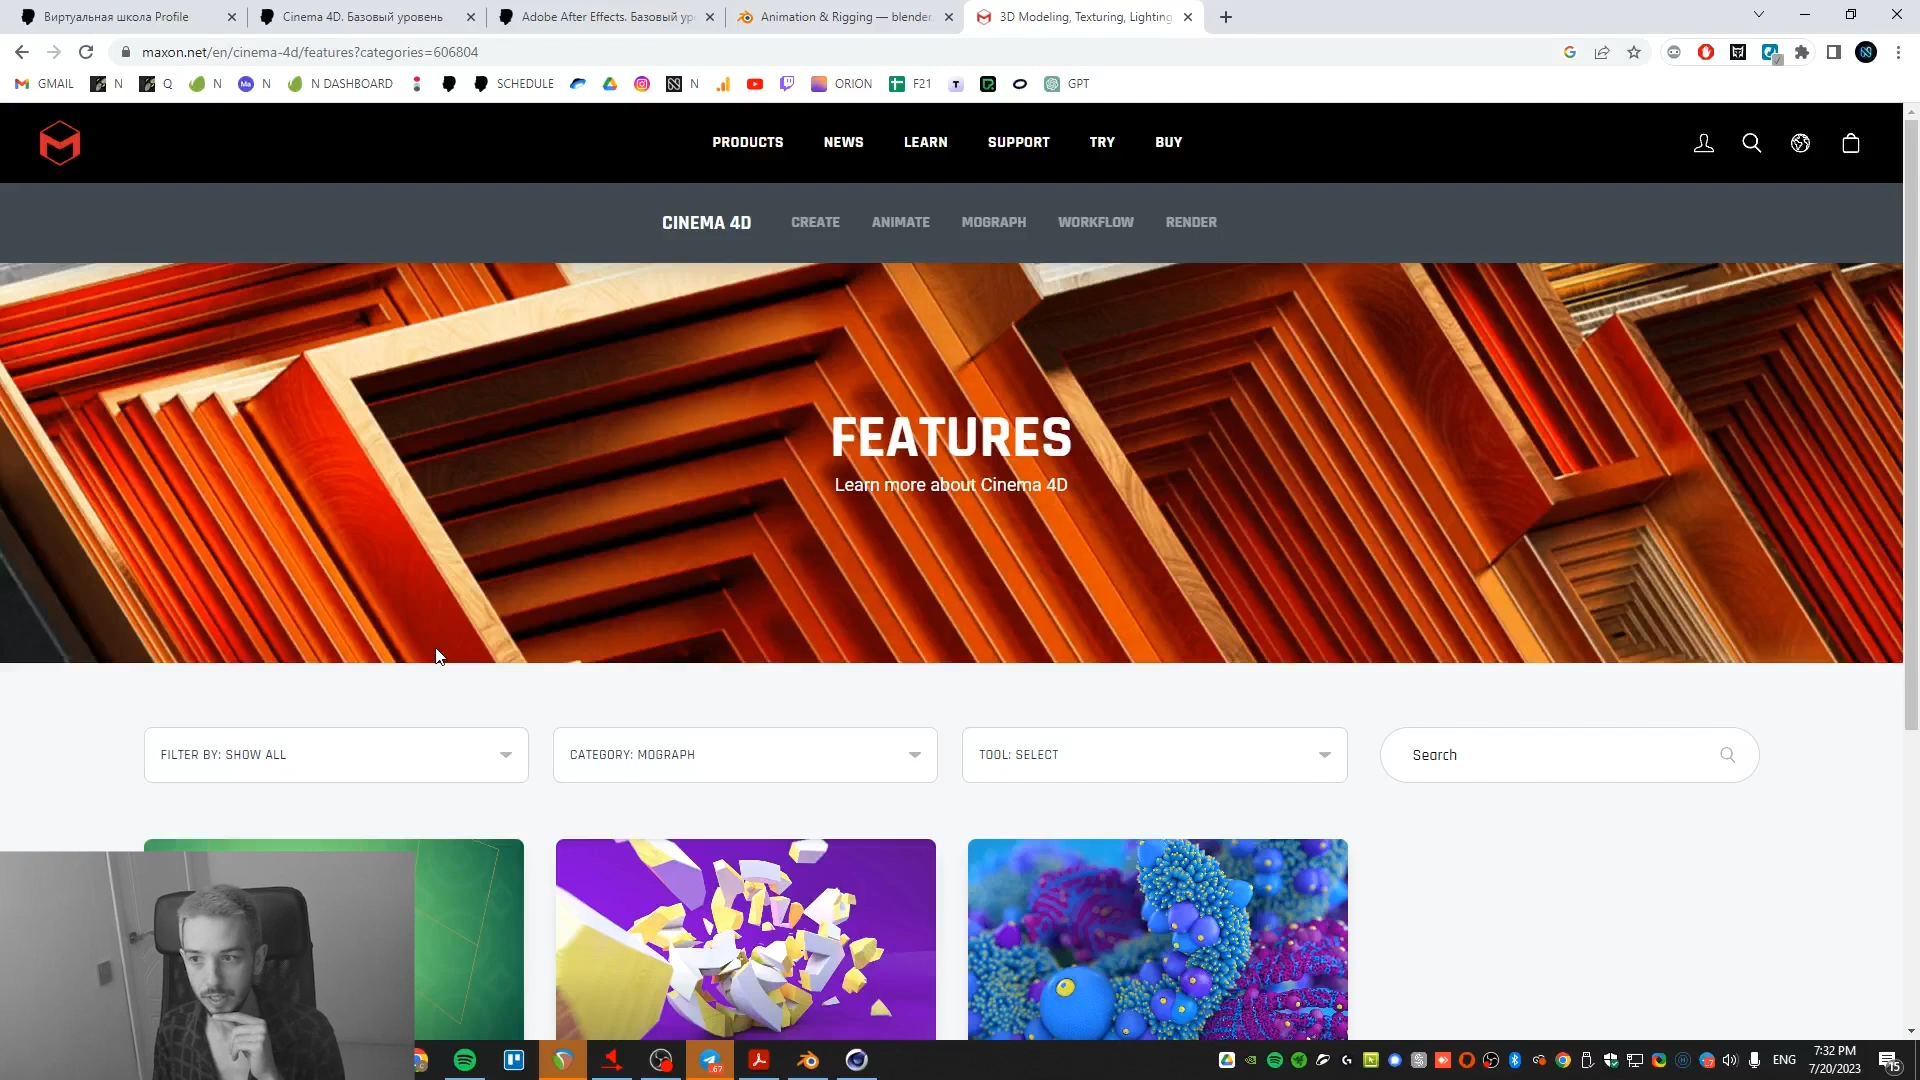 Виртуальная школа Profile
Cinema 4D. Базовый уровень
Adobe After Effects. Базовый ур
Animation & Rigging — blender
3D Modeling, Texturing, Lighting
maxon.net/en/cinema-4d/features?categories=606804
GMAIL N Q N N N DASHBOARD SCHEDULE N ORION F21 GPT
PRODUCTS NEWS LEARN SUPPORT TRY BUY
CINEMA 4D CREATE ANIMATE MOGRAPH WORKFLOW RENDER
FEATURES
Learn more about Cinema 4D
FILTER BY: SHOW ALL
CATEGORY: MOGRAPH
TOOL: SELECT
Search
ENG
7:32 PM
7/20/2023
15